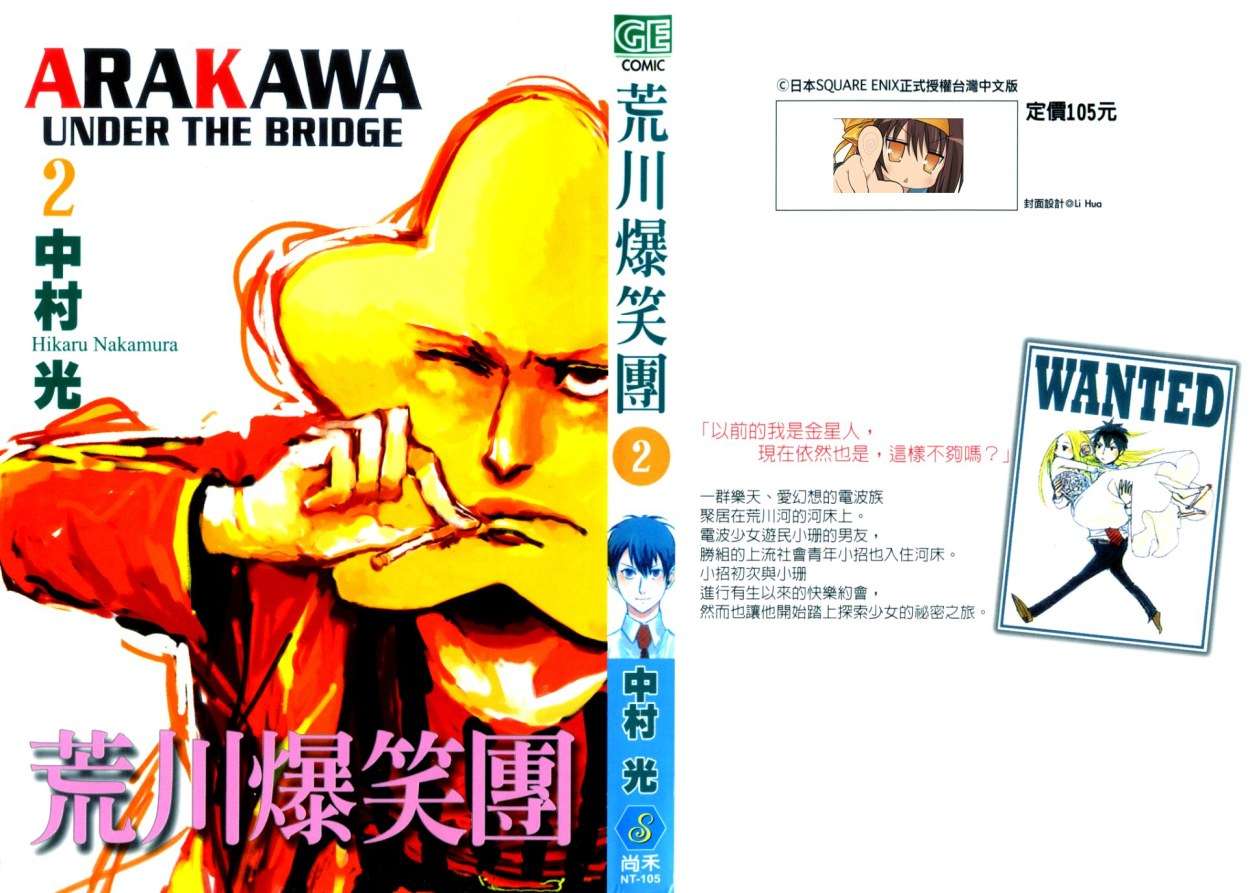 ARAKAWA
UNDER THE BRIDGE
2
中村
Hikaru Nakamura
光
荒川爆笑團
GE
COMIC
荒川爆笑團
2
中村 光
S
尚禾
NT-105
©日本SQUARE ENIX正式授權台灣中文版
定價105元
封面設計◎Li Hua
WANTED
「以前的我是金星人，
現在依然也是，這樣不夠嗎？」
一群樂天、愛幻想的電波族
聚居在荒川河的河床上。
電波少女遊民小珊的男友，
勝組的上流社會青年小招也入住河床。
小招初次與小珊
進行有生以來的快樂約會，
然而也讓他開始踏上探索少女的祕密之旅。